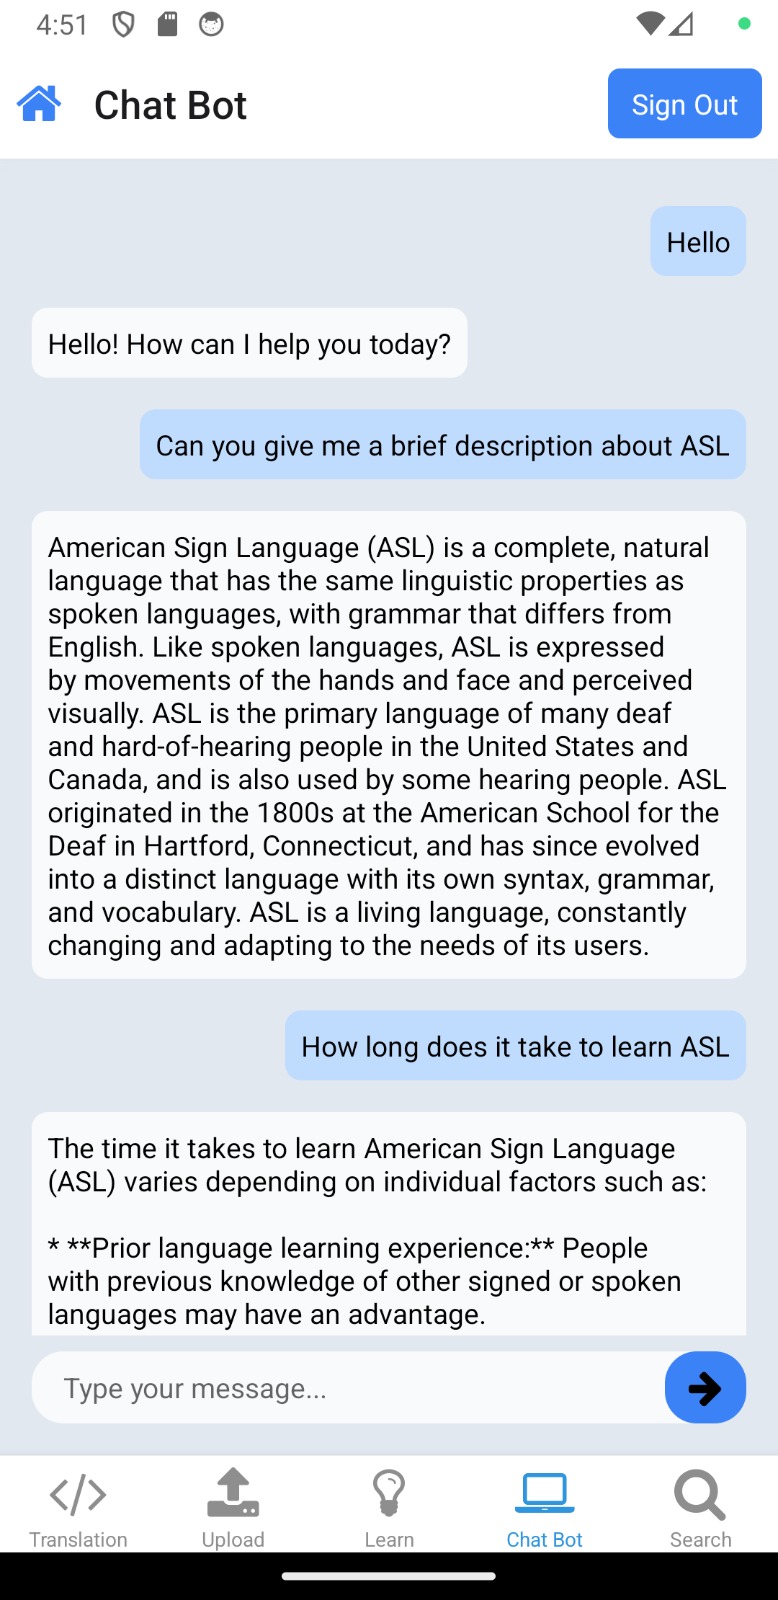 4:51
Chat Bot
Sign Out
Hello
Hello! How can I help you today?
Can you give me a brief description about ASL
American Sign Language (ASL) is a complete, natural
language that has the same linguistic properties as
spoken languages, with grammar that differs from
English. Like spoken languages, ASL is expressed
by movements of the hands and face and perceived
visually. ASL is the primary language of many deaf
and hard-of-hearing people in the United States and
Canada, and is also used by some hearing people. ASL
originated in the 1800s at the American School for the
Deaf in Hartford, Connecticut, and has since evolved
into a distinct language with its own syntax, grammar,
and vocabulary. ASL is a living language, constantly
changing and adapting to the needs of its users.
How long does it take to learn ASL
The time it takes to learn American Sign Language
(ASL) varies depending on individual factors such as:
* **Prior language learning experience:** People
with previous knowledge of other signed or spoken
languages may have an advantage.
Type your message...
Translation
Upload
Learn
Chat Bot
Search